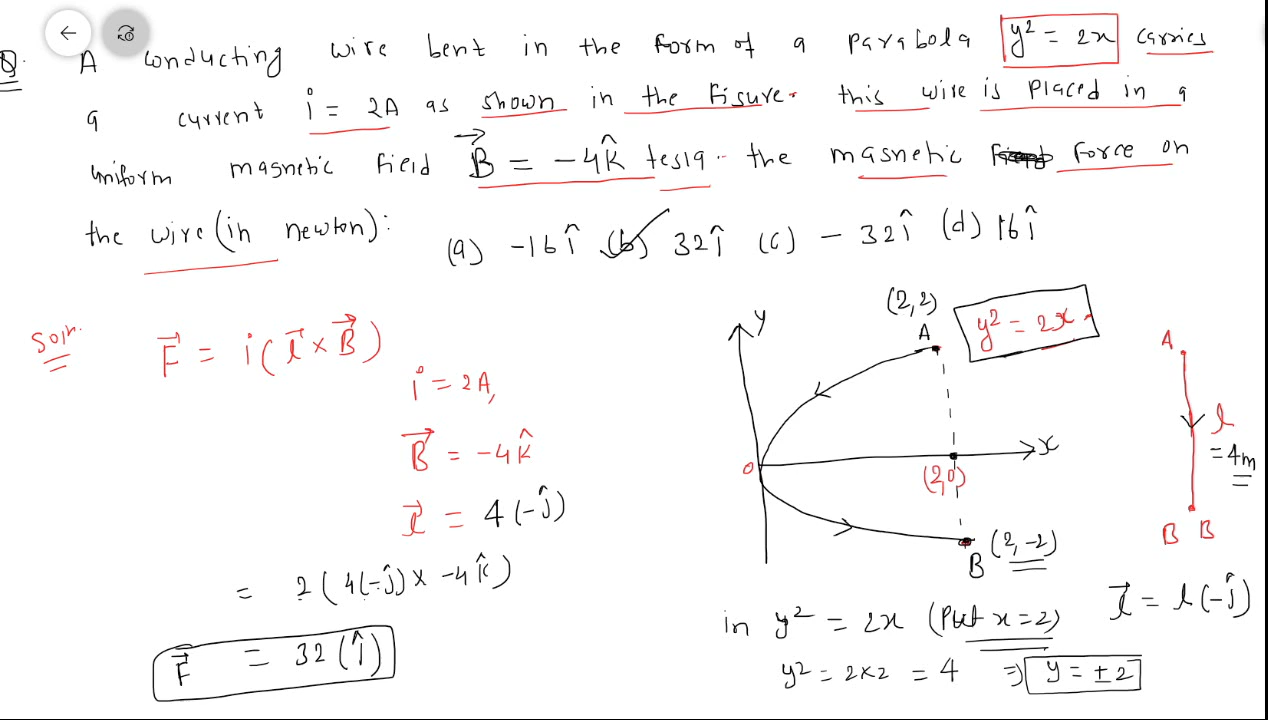 Q. A conducting wire bent in the form of a parabola y² = 2x carries
a current i = 2A as shown in the figure. this wire is placed in a
uniform magnetic field B⃗ = -4k̂ tesla. the magnetic force on
the wire (in newton):
(a) -16î (b) 32î (c) -32î (d) 16î
Soln.
F⃗ = i(l⃗ × B⃗)
i = 2A,
B⃗ = -4k̂
l⃗ = 4(-ĵ)
= 2(4(-ĵ) × -4k̂)
F⃗ = 32(î)
y
(2,2)
A
y² = 2x
O
x
(2,0)
B (2,-2)
A
l
= 4m
B B
l⃗ = l(-ĵ)
in y² = 2x (Put x=2)
y² = 2×2 = 4 ⇒ y = ±2